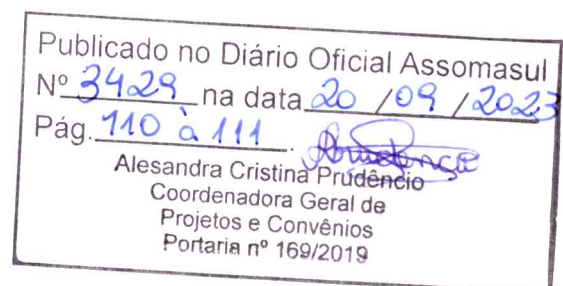 Publicado no Diário Oficial Assomasul
Nº 3429 na data 20 / 09 / 2023
Pág. 110 à 111.
Alesandra Cristina Prudêncio
Coordenadora Geral de
Projetos e Convênios
Portaria nº 169/2019